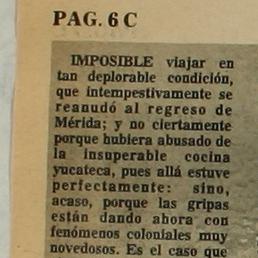 PAG. 6 C
IMPOSIBLE viajar en
tan deplorable condición,
que intempestivamente se
reanudó al regreso de
Mérida; y no ciertamente
porque hubiera abusado de
la insuperable cocina
yucateca, pues allá estuve
perfectamente: sino,
acaso, porque las gripas
están dando ahora con
fenómenos coloniales muy
novedosos. Es el caso que